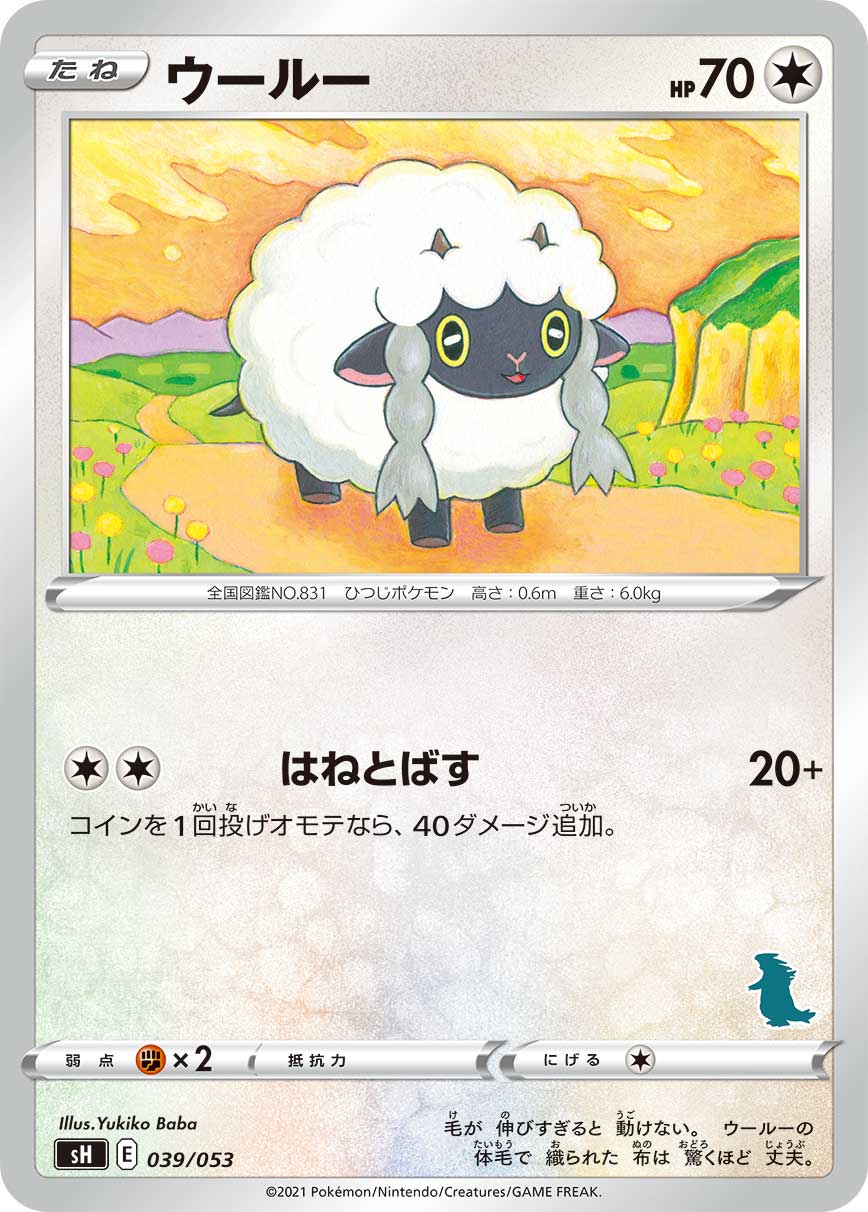 たね ウールー HP70
全国図鑑NO.831 ひつじポケモン 高さ:0.6m 重さ:6.0kg
はねとばす 20+
コインを1回投げオモテなら、40ダメージ追加。
弱点 ×2 抵抗力 にげる
Illus.Yukiko Baba
毛が 伸びすぎると 動けない。 ウールーの
体毛で 織られた 布は 驚くほど 丈夫。
sH E 039/053
©2021 Pokémon/Nintendo/Creatures/GAME FREAK.